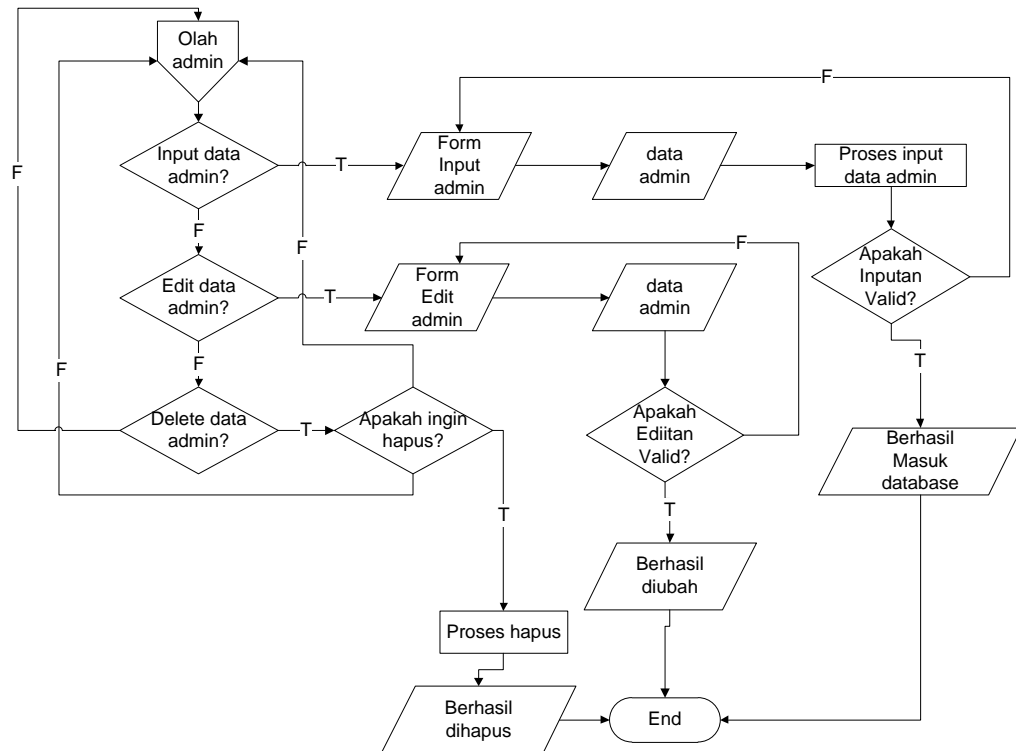 Olah
admin
F
Input data
admin?
T
Form
Input
admin
data
admin
Proses input
data admin
F
F
F
Apakah
Inputan
Valid?
F
Edit data
admin?
T
Form
Edit
admin
data
admin
F
F
F
T
Delete data
admin?
T
Apakah ingin
hapus?
Apakah
Ediitan
Valid?
Berhasil
Masuk
database
T
T
Berhasil
diubah
Proses hapus
Berhasil
dihapus
End